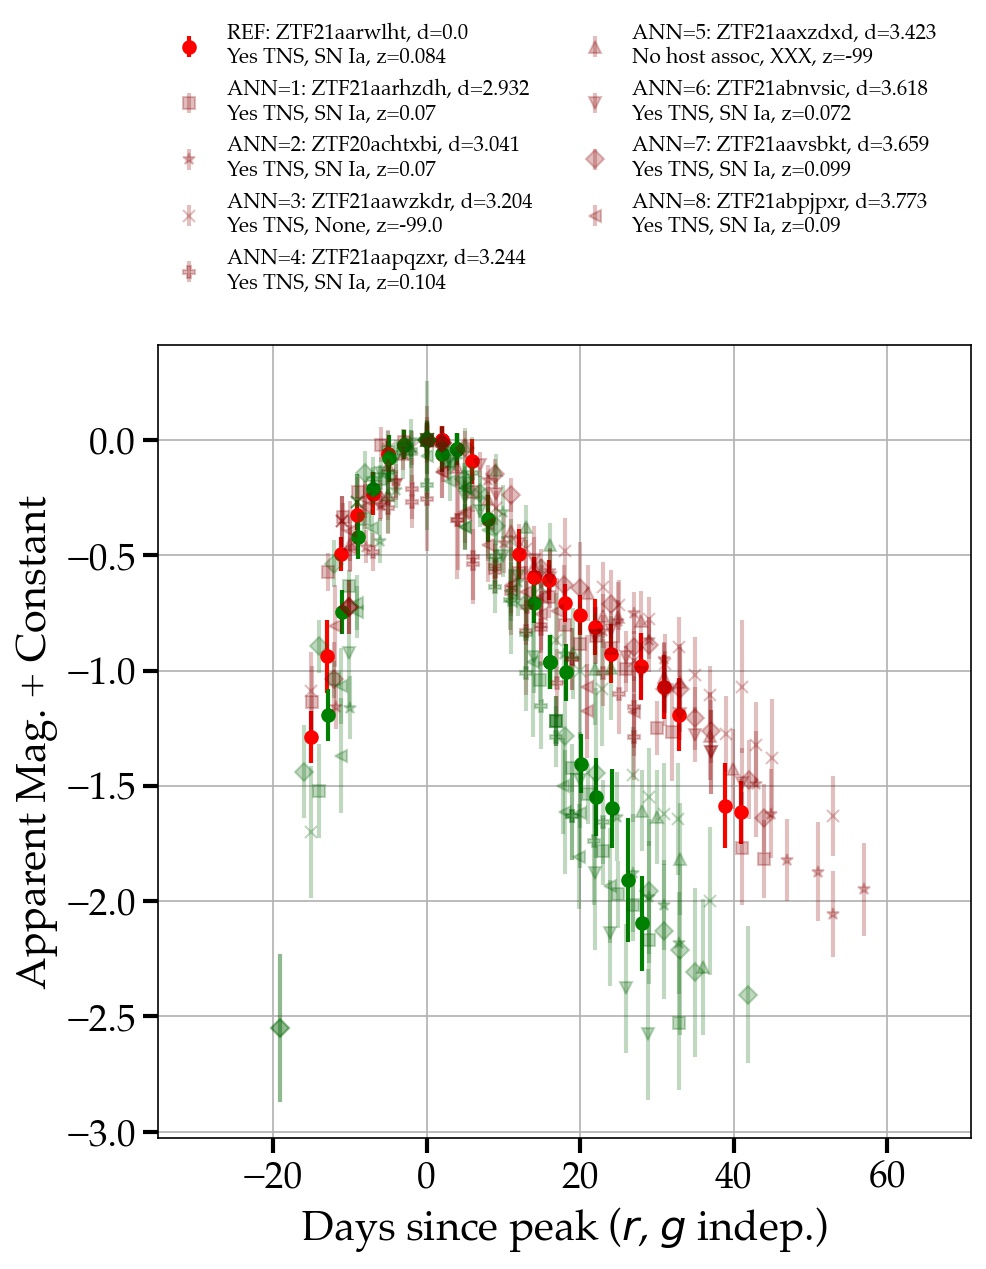 REF: ZTF21aarwlht, d=0.0
Yes TNS, SN Ia, z=0.084
ANN=1: ZTF21aarhzdh, d=2.932
Yes TNS, SN Ia, z=0.07
ANN=2: ZTF20achtxbi, d=3.041
Yes TNS, SN Ia, z=0.07
ANN=3: ZTF21aawzkdr, d=3.204
Yes TNS, None, z=-99.0
ANN=4: ZTF21aapqzxr, d=3.244
Yes TNS, SN Ia, z=0.104
ANN=5: ZTF21aaxzdxd, d=3.423
No host assoc, XXX, z=-99
ANN=6: ZTF21abnvsic, d=3.618
Yes TNS, SN Ia, z=0.072
ANN=7: ZTF21aavsbkt, d=3.659
Yes TNS, SN Ia, z=0.099
ANN=8: ZTF21abpjpxr, d=3.773
Yes TNS, SN Ia, z=0.09
Apparent Mag. + Constant
0.0
−0.5
−1.0
−1.5
−2.0
−2.5
−3.0
−20
0
20
40
60
Days since peak (r, g indep.)